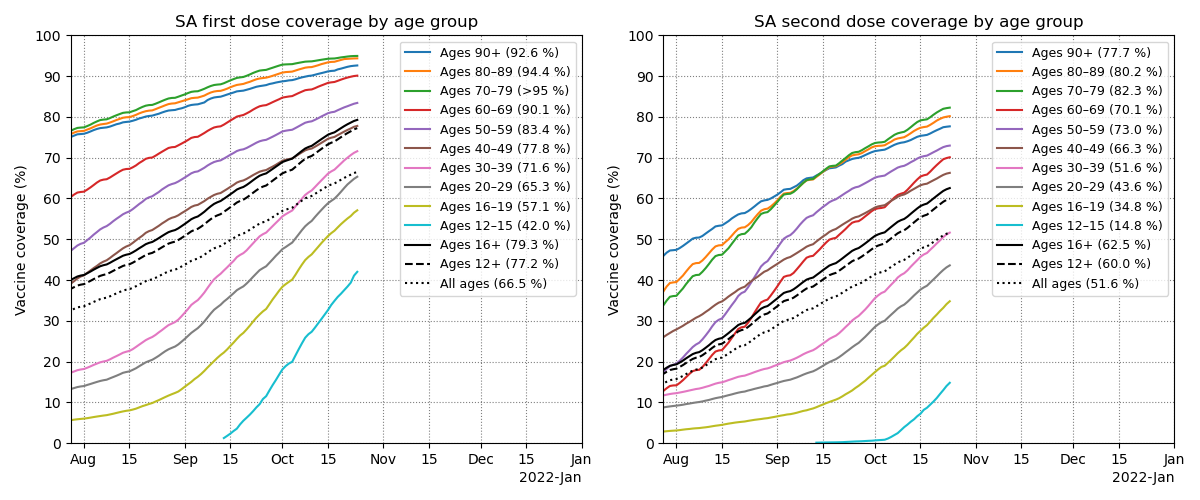 SA first dose coverage by age group
Vaccine coverage (%)
100
90
80
70
60
50
40
30
20
10
0
Ages 90+ (92.6 %)
Ages 80–89 (94.4 %)
Ages 70–79 (>95 %)
Ages 60–69 (90.1 %)
Ages 50–59 (83.4 %)
Ages 40–49 (77.8 %)
Ages 30–39 (71.6 %)
Ages 20–29 (65.3 %)
Ages 16–19 (57.1 %)
Ages 12–15 (42.0 %)
Ages 16+ (79.3 %)
Ages 12+ (77.2 %)
All ages (66.5 %)
Aug 15 Sep 15 Oct 15 Nov 15 Dec 15 Jan
2022-Jan
SA second dose coverage by age group
Vaccine coverage (%)
100
90
80
70
60
50
40
30
20
10
0
Ages 90+ (77.7 %)
Ages 80–89 (80.2 %)
Ages 70–79 (82.3 %)
Ages 60–69 (70.1 %)
Ages 50–59 (73.0 %)
Ages 40–49 (66.3 %)
Ages 30–39 (51.6 %)
Ages 20–29 (43.6 %)
Ages 16–19 (34.8 %)
Ages 12–15 (14.8 %)
Ages 16+ (62.5 %)
Ages 12+ (60.0 %)
All ages (51.6 %)
Aug 15 Sep 15 Oct 15 Nov 15 Dec 15 Jan
2022-Jan